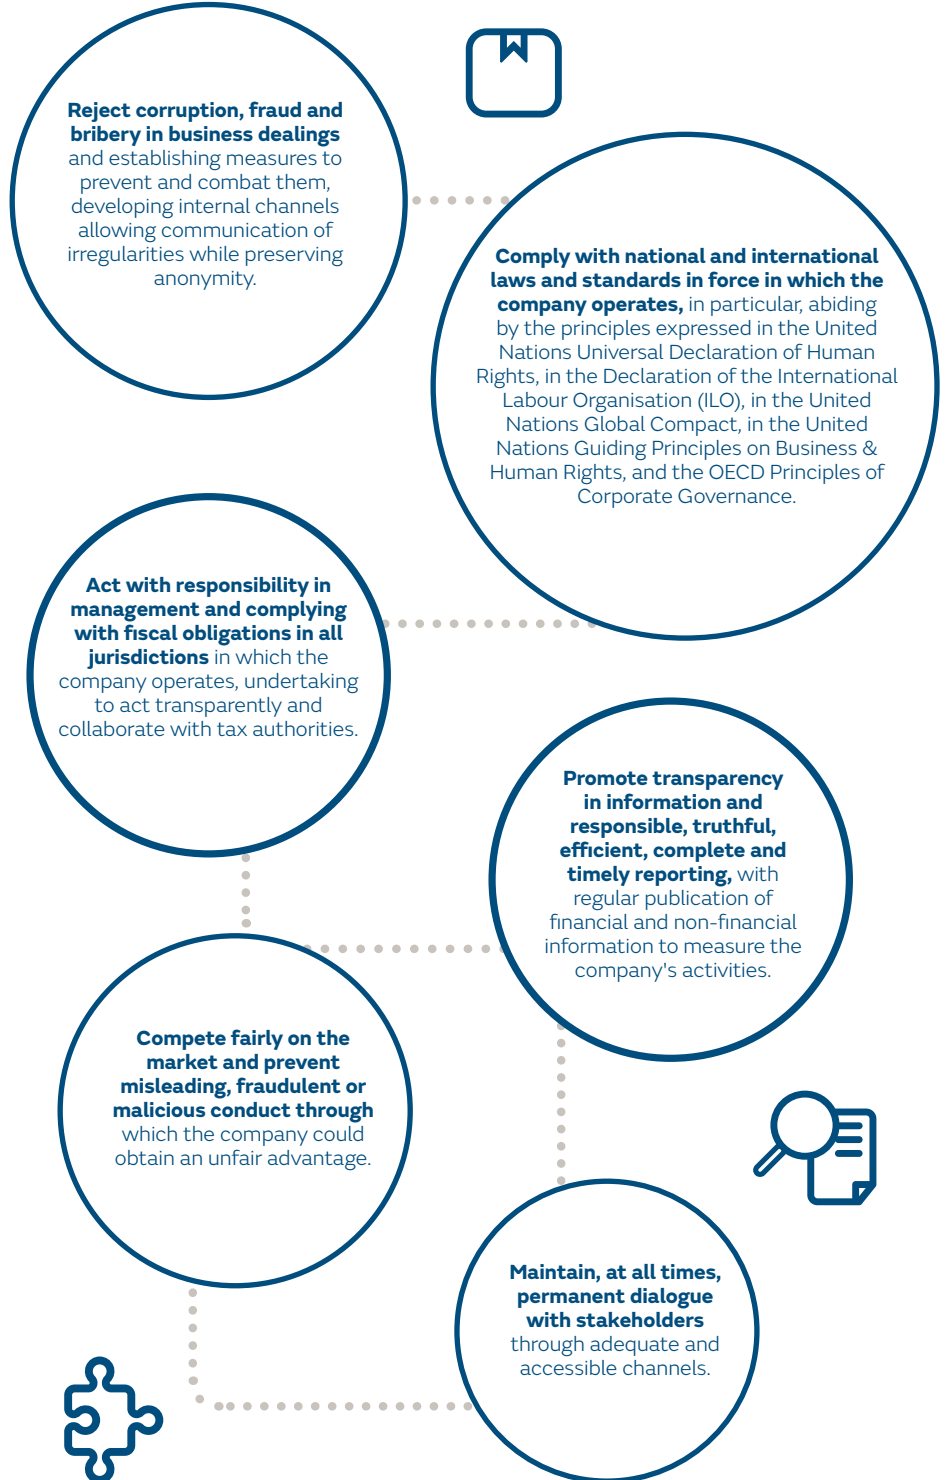 Reject corruption, fraud and
bribery in business dealings
and establishing measures to
prevent and combat them,
developing internal channels
allowing communication of
irregularities while preserving
anonymity.
Comply with national and international
laws and standards in force in which the
company operates, in particular, abiding
by the principles expressed in the United
Nations Universal Declaration of Human
Rights, in the Declaration of the International
Labour Organisation (ILO), in the United
Nations Global Compact, in the United
Nations Guiding Principles on Business &
Human Rights, and the OECD Principles of
Corporate Governance.
Act with responsibility in
management and complying
with fiscal obligations in all
jurisdictions in which the
company operates, undertaking
to act transparently and
collaborate with tax authorities.
Promote transparency
in information and
responsible, truthful,
efficient, complete and
timely reporting, with
regular publication of
financial and non-financial
information to measure the
company's activities.
Compete fairly on the
market and prevent
misleading, fraudulent or
malicious conduct through
which the company could
obtain an unfair advantage.
Maintain, at all times,
permanent dialogue
with stakeholders
through adequate and
accessible channels.